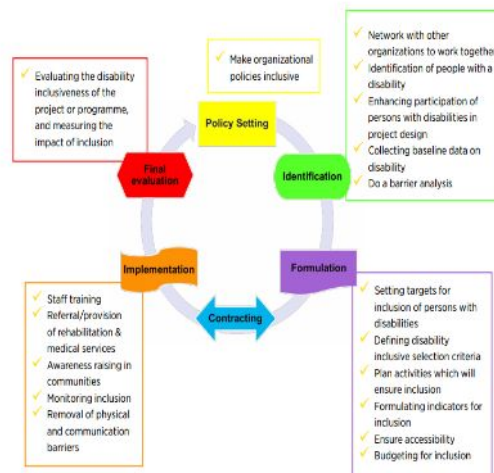 Network with other
organizations to work together
Identification of people with a
disability
Enhancing participation of
persons with disabilities in
project design
Collecting baseline data on
disability
Do a barrier analysis
Make organizational
policies inclusive
Evaluating the disability
inclusiveness of the
project or programme,
and measuring the
impact of inclusion
Policy Setting
Final
evaluation
Identification
Implementation
Formulation
Contracting
Staff training
Referral/provision
of rehabilitation &
medical services
Awareness raising in
communities
Monitoring inclusion
Removal of physical
and communication
barriers
Setting targets for
inclusion of persons with
disabilities
Defining disability
inclusive selection criteria
Plan activities which will
ensure inclusion
Formulating indicators for
inclusion
Ensure accessibility
Budgeting for inclusion